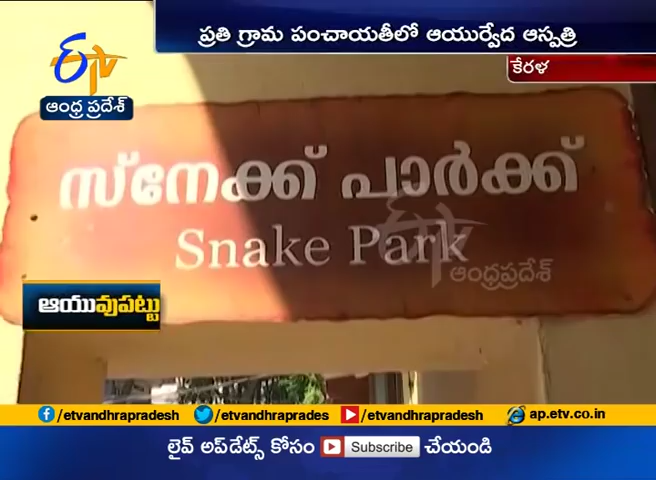 ప్రతి గ్రామ పంచాయతీలో ఆయుర్వేద ఆస్పత్రి
కేరళ
ETV
ఆంధ్ర ప్రదేశ్
സ്നേക്ക് പാർക്ക്
Snake Park
ఆంధ్రప్రదేశ్
ఆయువుపట్టు
/etvandhrapradesh /etvandhraprades /etvandhrapradesh ap.etv.co.in
లైవ్ అప్‌డేట్స్ కోసం Subscribe చేయండి